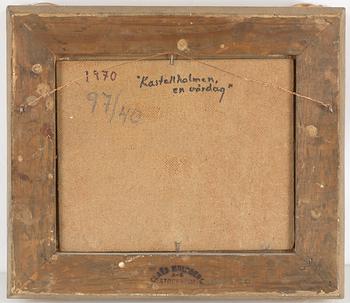 1970
"Kastellholmen,
en vårdag"
97/40